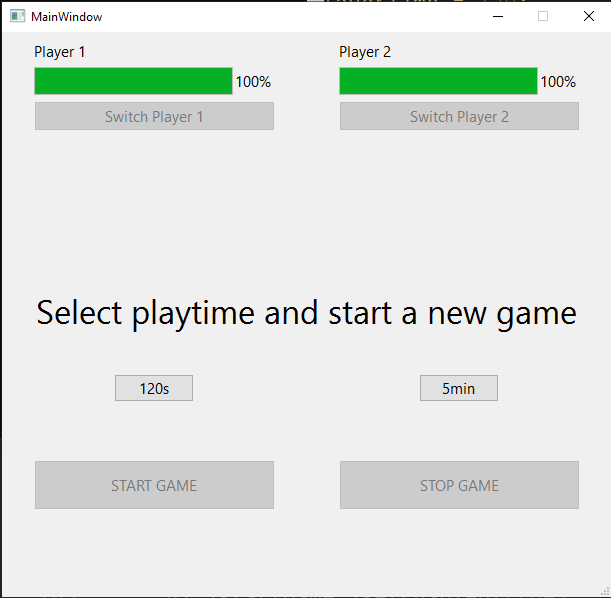 MainWindow
Player 1
Player 2
100%
100%
Switch Player 1
Switch Player 2
Select playtime and start a new game
120s
5min
START GAME
STOP GAME